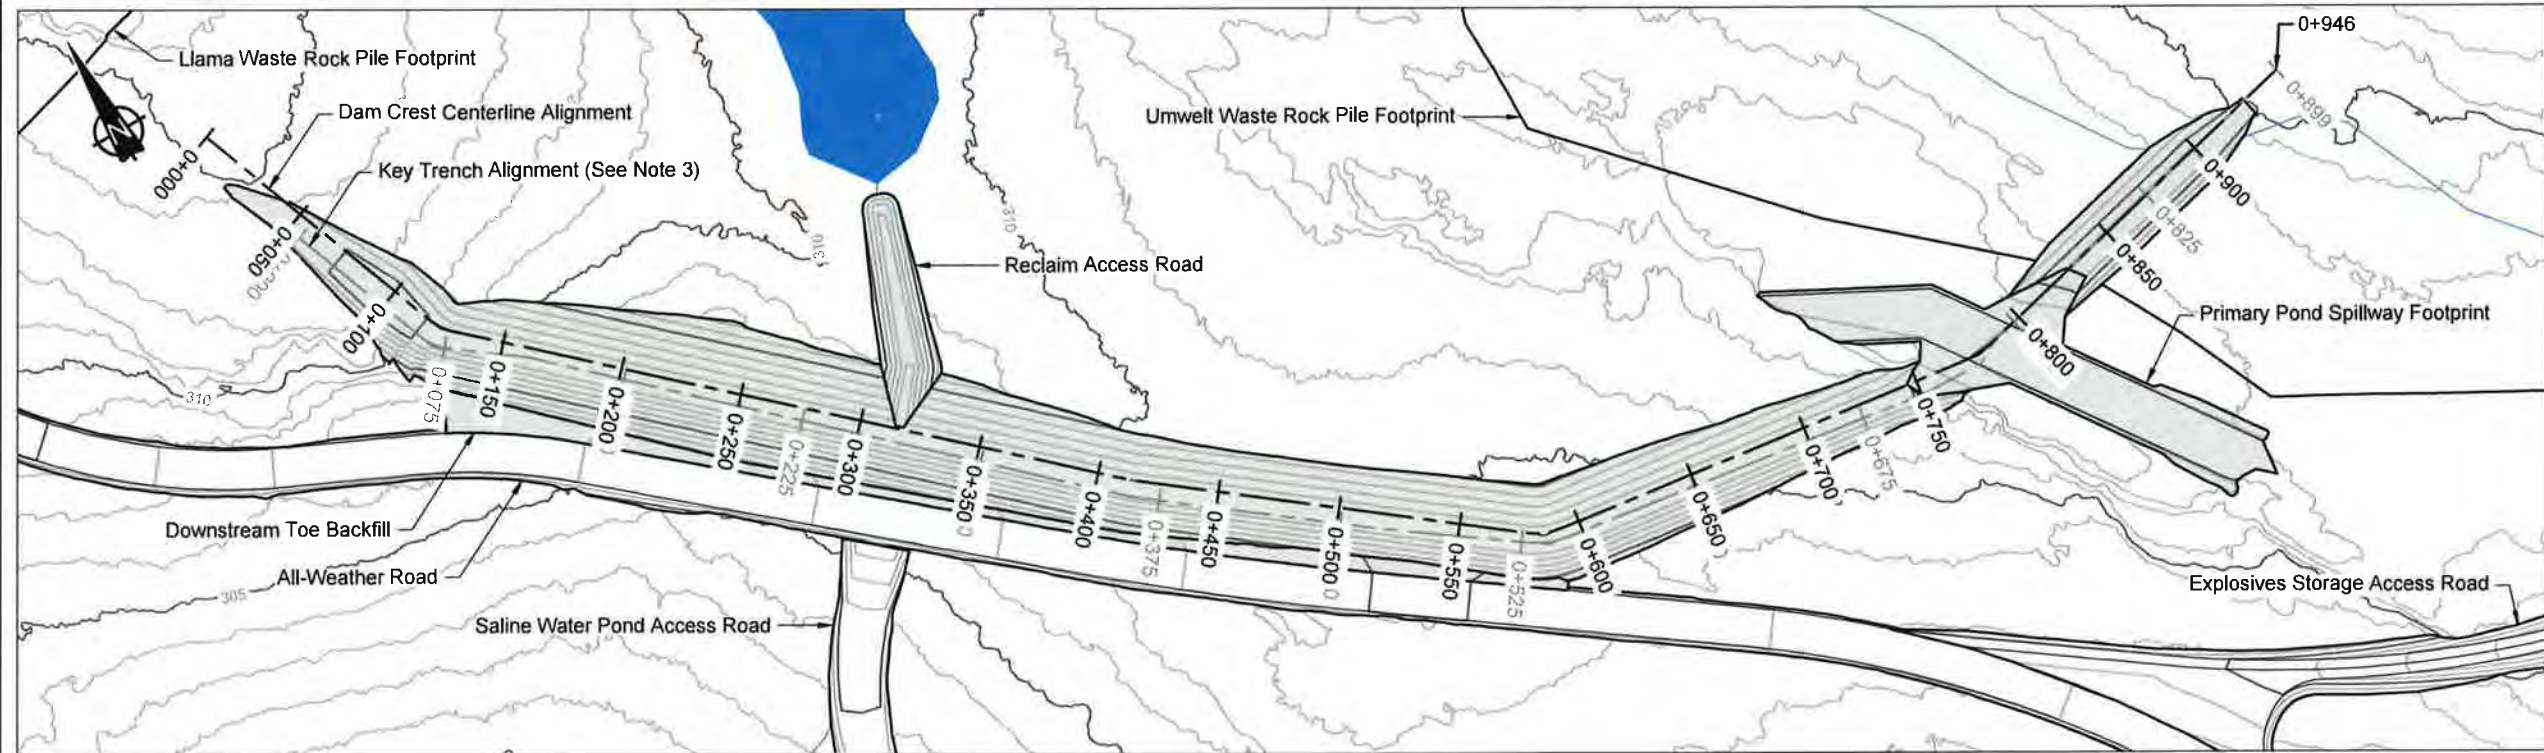 0+946
Llama Waste Rock Pile Footprint
0+899
Dam Crest Centerline Alignment
Umwelt Waste Rock Pile Footprint
N
Key Trench Alignment (See Note 3)
0+000
0+900
0+825
310
310
0+050
0+850
Reclaim Access Road
Primary Pond Spillway Footprint
0+100
0+800
0+075
0+150
310
0+200
0+250
0+225
0+300
0+350
0+400
0+375
0+450
0+500
0+550
0+525
0+600
0+650
0+700
0+675
0+750
Downstream Toe Backfill
All-Weather Road
305
Explosives Storage Access Road
Saline Water Pond Access Road